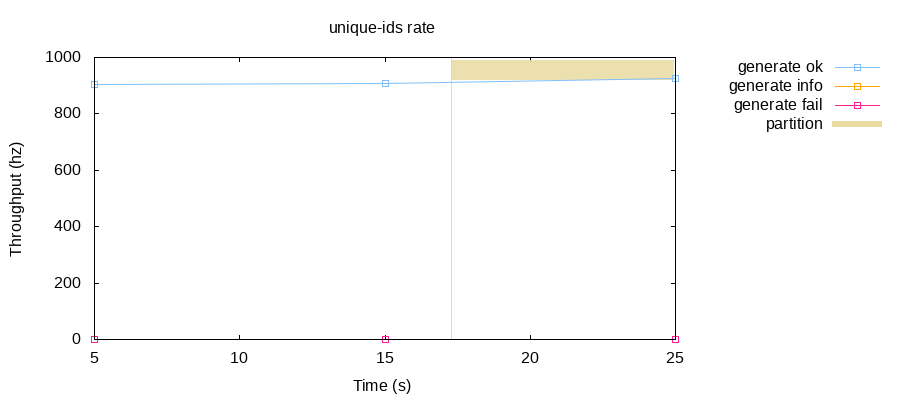 unique-ids rate
1000
800
600
400
200
0
Throughput (hz)
5 10 15 20 25
Time (s)
generate ok
generate info
generate fail
partition